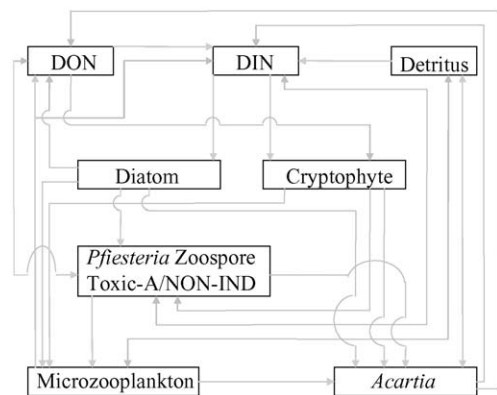 DON
DIN
Detritus
Diatom
Cryptophyte
Pfiesteria Zoospore
Toxic-A/NON-IND
Microzooplankton
Acartia